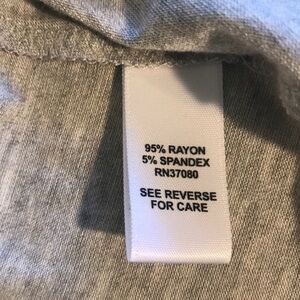 95% RAYON
5% SPANDEX
RN37080
SEE REVERSE
FOR CARE